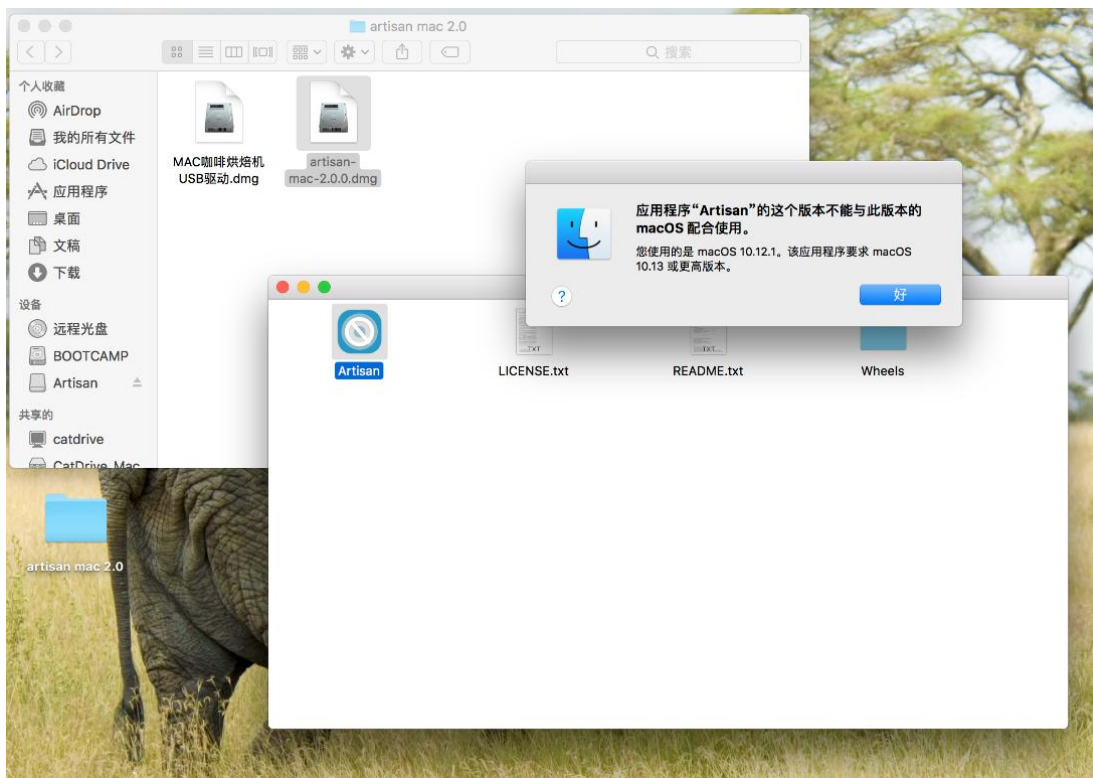 artisan mac 2.0
搜索
个人收藏
AirDrop
我的所有文件
iCloud Drive
应用程序
桌面
文稿
下载
设备
远程光盘
BOOTCAMP
Artisan
共享的
catdrive
CatDrive_Mac
MAC咖啡烘焙机
USB驱动.dmg
artisan-
mac-2.0.0.dmg
应用程序“Artisan”的这个版本不能与此版本的
macOS 配合使用。
您使用的是 macOS 10.12.1。该应用程序要求 macOS
10.13 或更高版本。
?
好
Artisan
TXT
LICENSE.txt
TXT
README.txt
Wheels
artisan mac 2.0